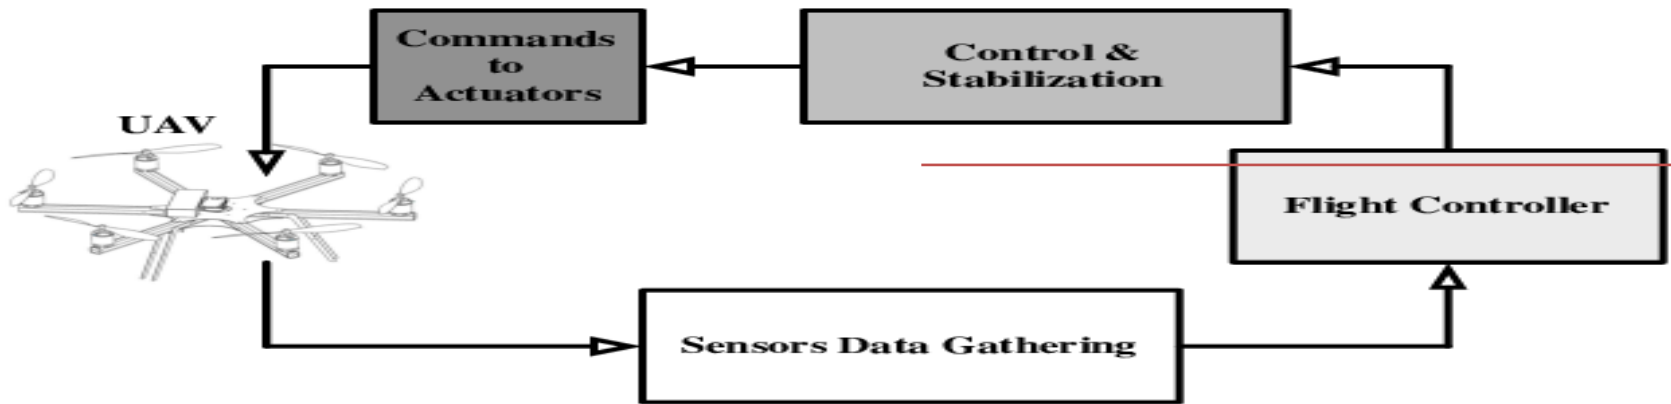 Commands
to
Actuators
Control &
Stabilization
UAV
Flight Controller
Sensors Data Gathering